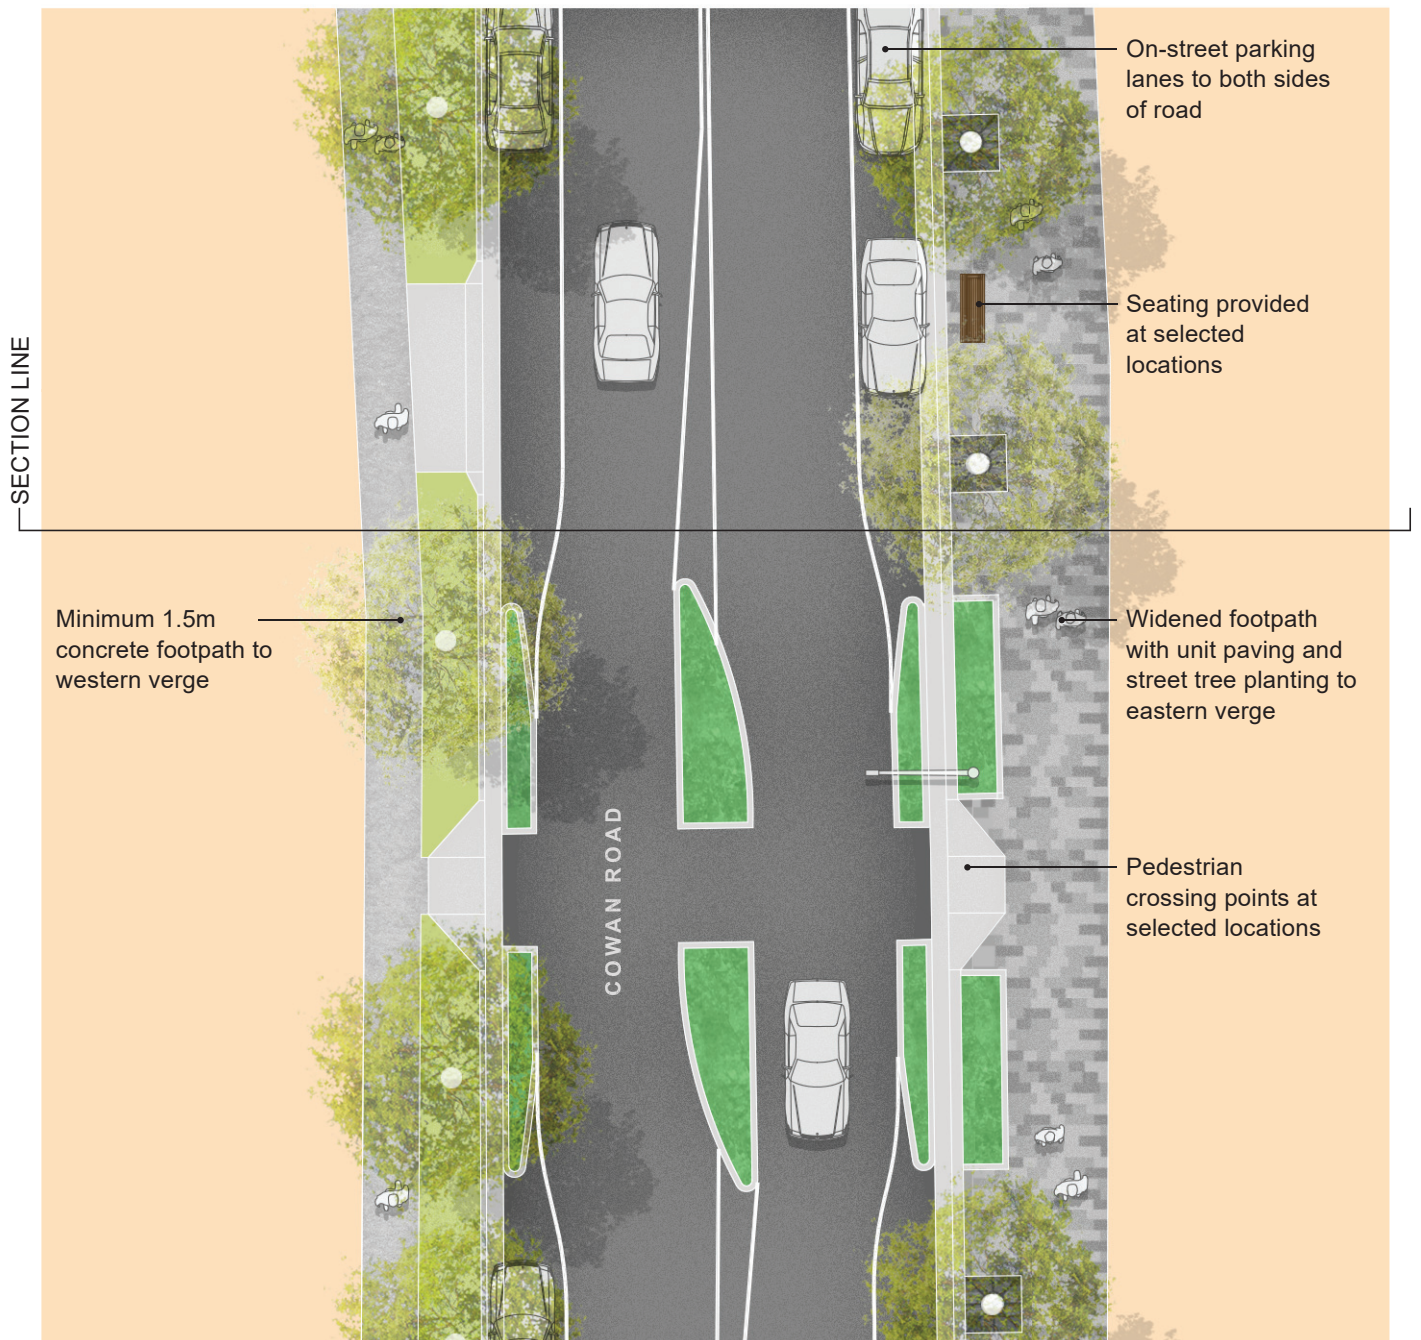 On-street parking
lanes to both sides
of road
Seating provided
at selected
locations
SECTION LINE
Minimum 1.5m
concrete footpath to
western verge
Widened footpath
with unit paving and
street tree planting to
eastern verge
COWAN ROAD
Pedestrian
crossing points at
selected locations